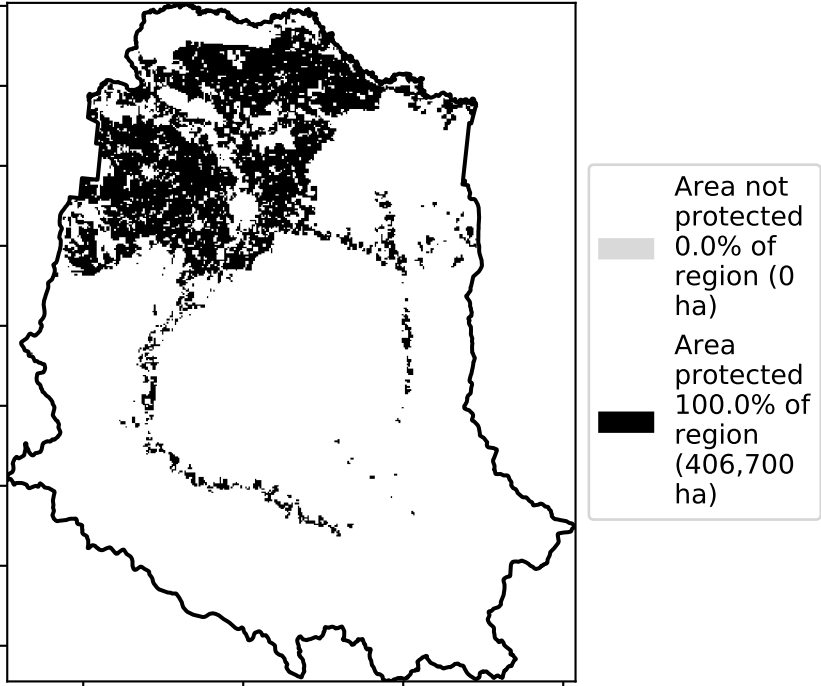 Area not
protected
0.0% of
region (0
ha)
Area
protected
100.0% of
region
(406,700
ha)